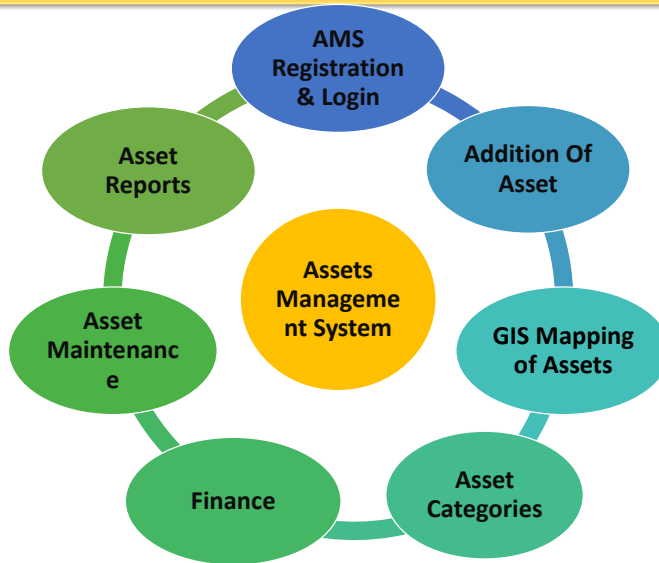 AMS
Registration
& Login
Addition Of
Asset
GIS Mapping
of Assets
Asset
Categories
Finance
Asset
Maintenanc
e
Asset
Reports
Assets
Manageme
nt System